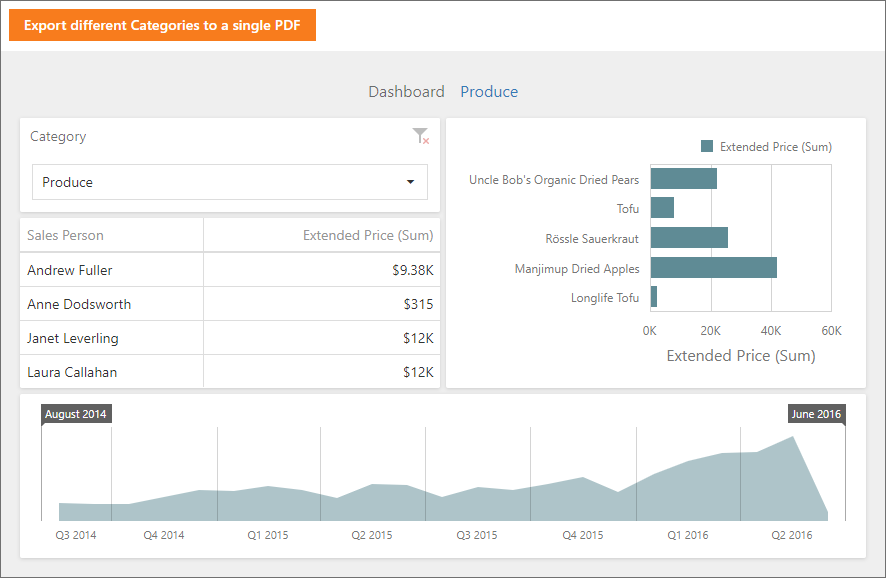 Export different Categories to a single PDF
Dashboard Produce
Category
Produce
Sales Person Extended Price (Sum)
Andrew Fuller $9.38K
Anne Dodsworth $315
Janet Leverling $12K
Laura Callahan $12K
Extended Price (Sum)
Uncle Bob's Organic Dried Pears
Tofu
Rössle Sauerkraut
Manjimup Dried Apples
Longlife Tofu
0K 20K 40K 60K
Extended Price (Sum)
August 2014 June 2016
Q3 2014 Q4 2014 Q1 2015 Q2 2015 Q3 2015 Q4 2015 Q1 2016 Q2 2016